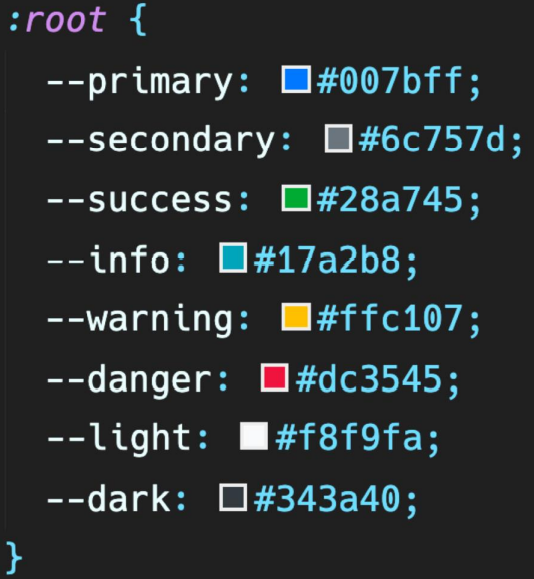 :root {
--primary: #007bff;
--secondary: #6c757d;
--success: #28a745;
--info: #17a2b8;
--warning: #ffc107;
--danger: #dc3545;
--light: #f8f9fa;
--dark: #343a40;
}